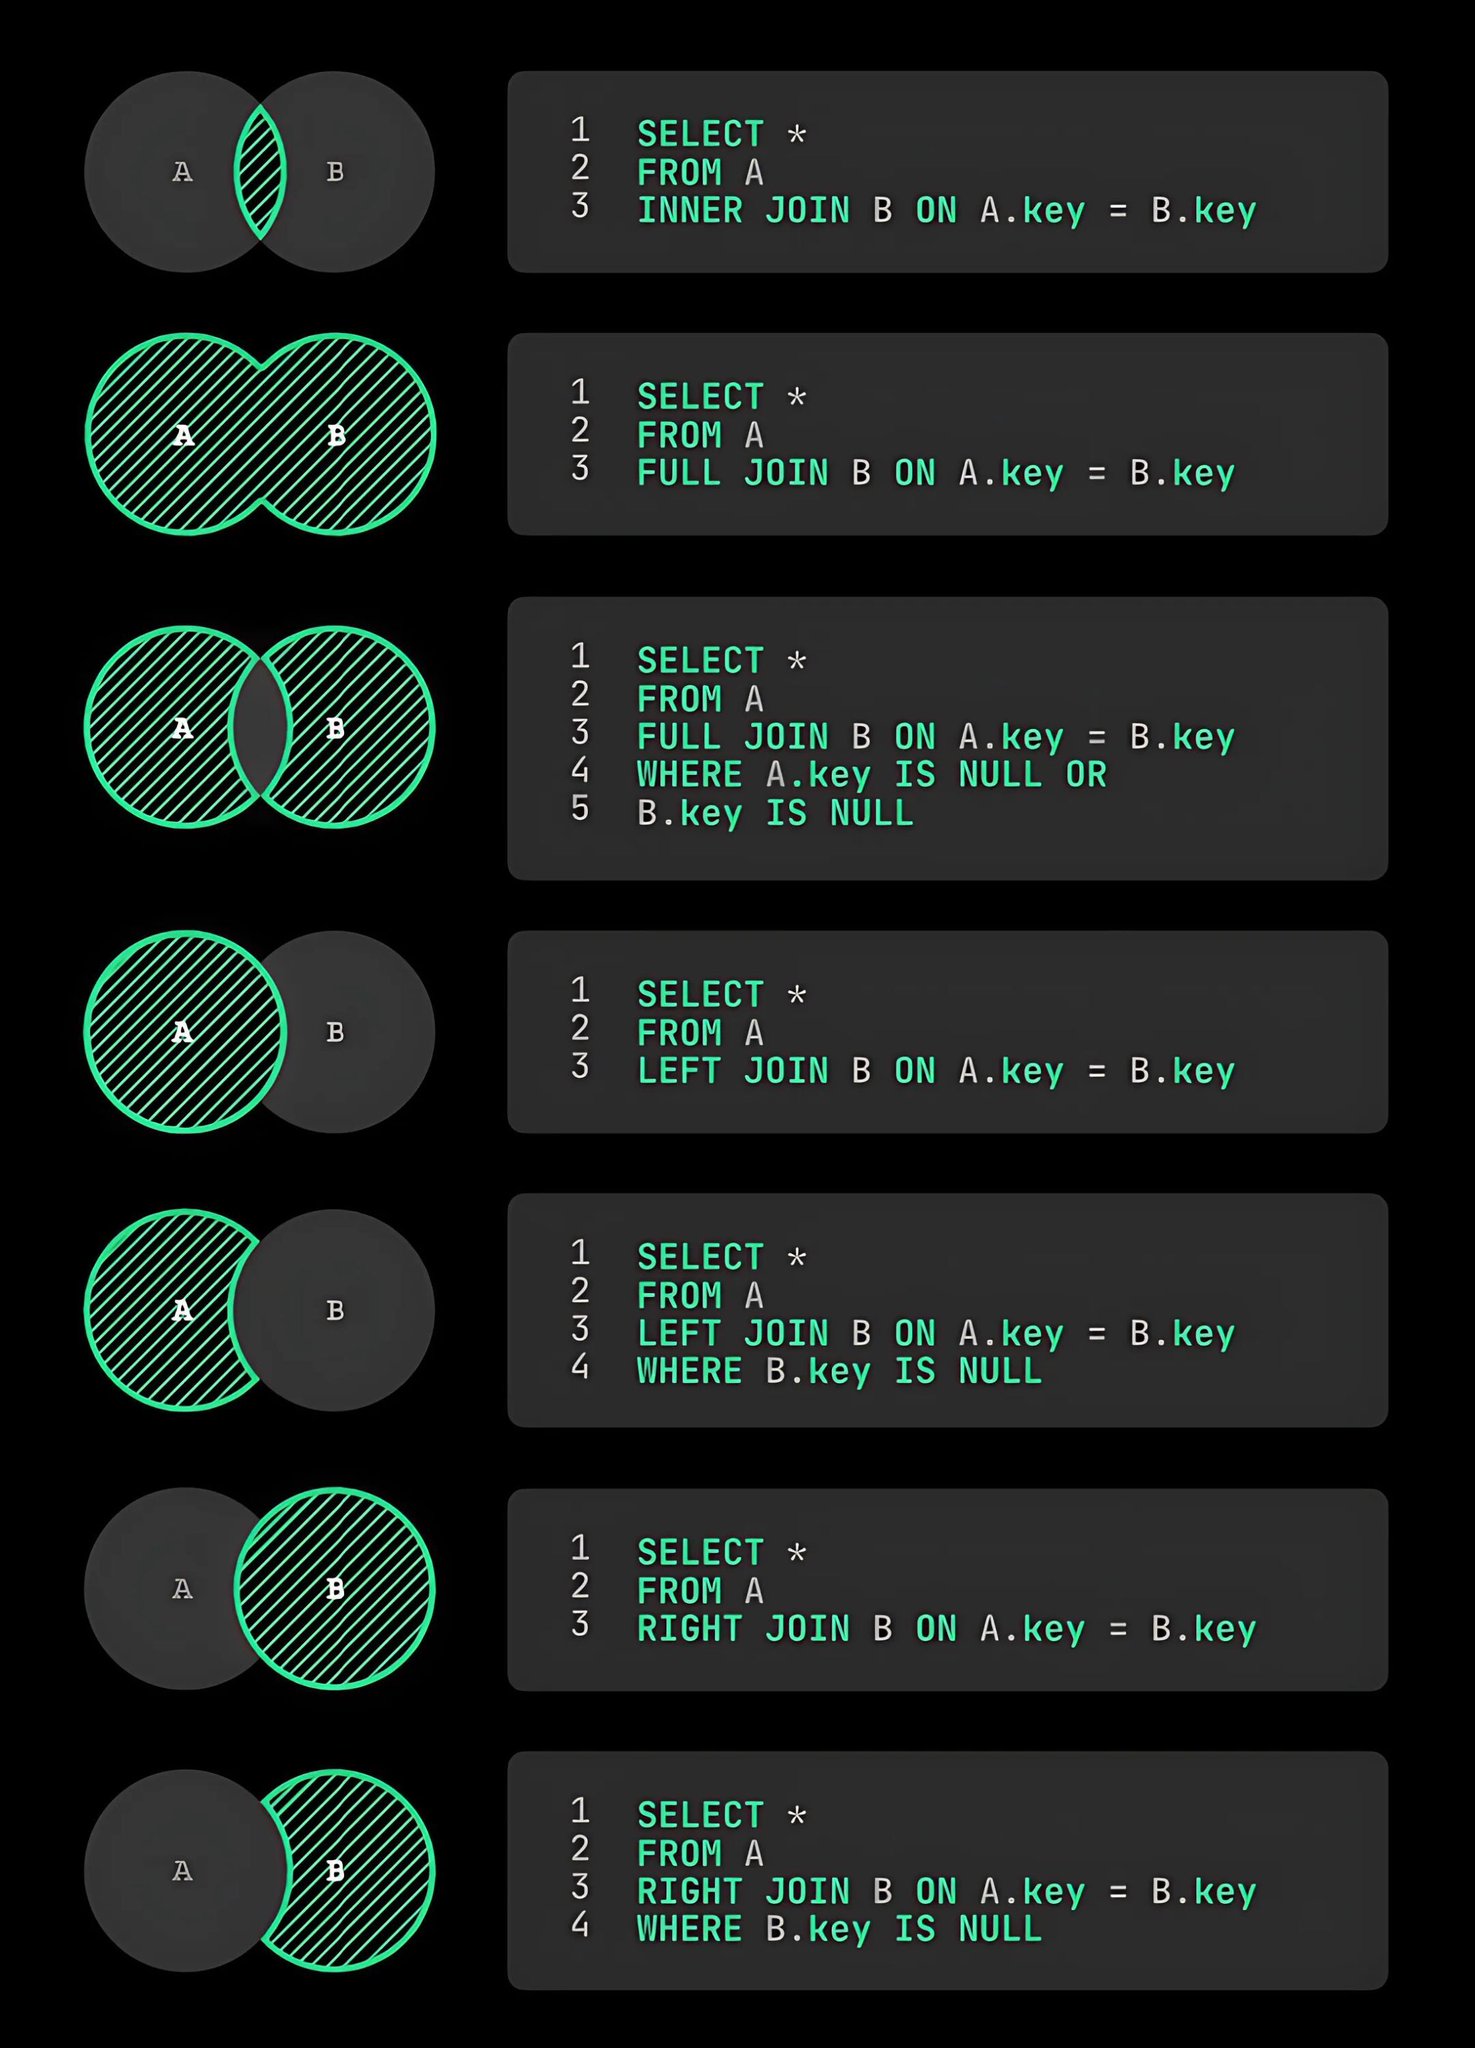 A B
1 SELECT *
2 FROM A
3 INNER JOIN B ON A.key = B.key
A B
1 SELECT *
2 FROM A
3 FULL JOIN B ON A.key = B.key
A B
1 SELECT *
2 FROM A
3 FULL JOIN B ON A.key = B.key
4 WHERE A.key IS NULL OR
5 B.key IS NULL
A B
1 SELECT *
2 FROM A
3 LEFT JOIN B ON A.key = B.key
A B
1 SELECT *
2 FROM A
3 LEFT JOIN B ON A.key = B.key
4 WHERE B.key IS NULL
A B
1 SELECT *
2 FROM A
3 RIGHT JOIN B ON A.key = B.key
A B
1 SELECT *
2 FROM A
3 RIGHT JOIN B ON A.key = B.key
4 WHERE B.key IS NULL